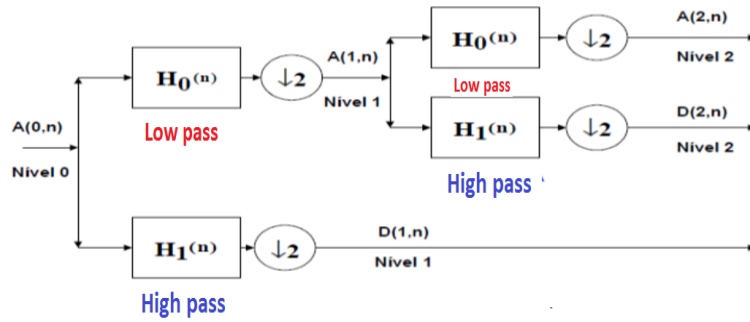 A(0,n)
Nivel 0
H0(n)
Low pass
↓2
A(1,n)
Nivel 1
H0(n)
Low pass
↓2
A(2,n)
Nivel 2
H1(n)
High pass
↓2
D(2,n)
Nivel 2
H1(n)
High pass
↓2
D(1,n)
Nivel 1